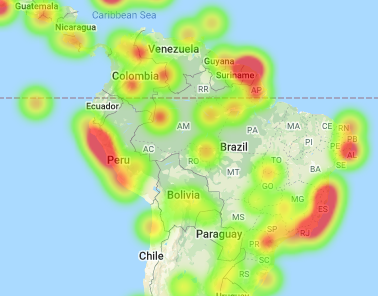 Guatemala
Caribbean Sea
Nicaragua
Venezuela
Guyana
Colombia
Suriname
RR
AP
Ecuador
AM
PA
MA
CE
RN
PB
AL
SE
AC
Peru
RO
Brazil
TO
BA
MT
GO
Bolivia
MG
ES
MS
SP
RJ
Paraguay
PR
Chile
SC
RS
Uruguay